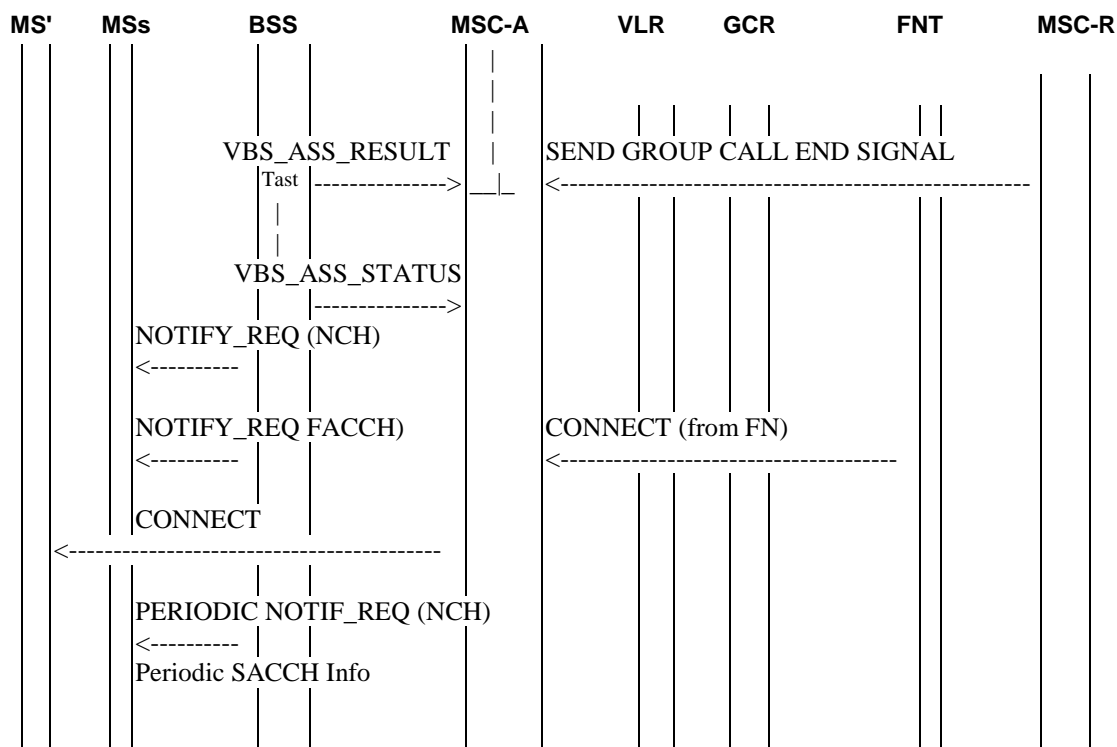 MS' MSs BSS MSC-A VLR GCR FNT MSC-R
VBS_ASS_RESULT SEND GROUP CALL END SIGNAL
Tast
VBS_ASS_STATUS
NOTIFY_REQ (NCH)
NOTIFY_REQ FACCH) CONNECT (from FN)
CONNECT
PERIODIC NOTIF_REQ (NCH)
Periodic SACCH Info